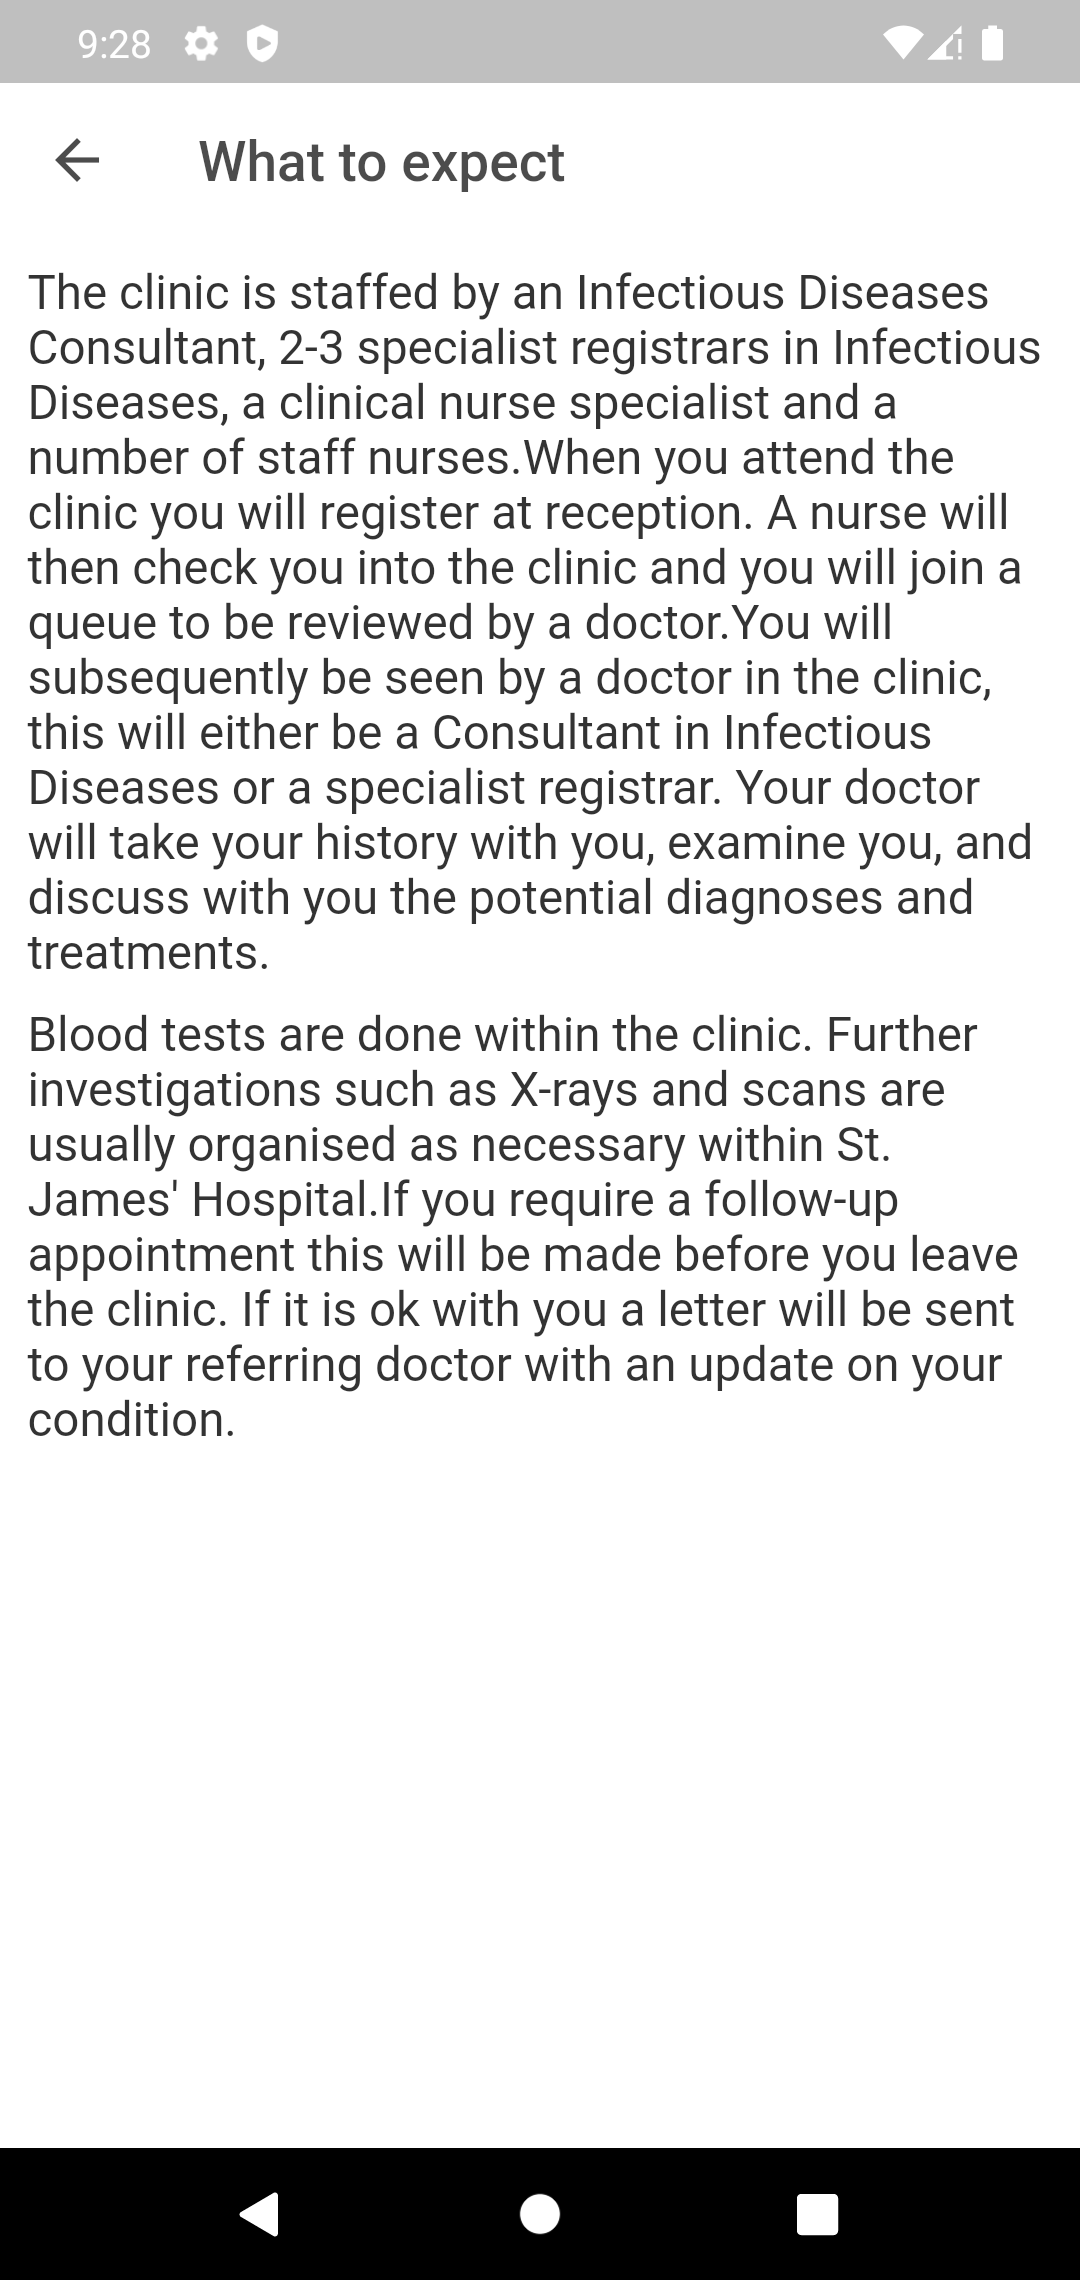 9:28
What to expect
The clinic is staffed by an Infectious Diseases
Consultant, 2-3 specialist registrars in Infectious
Diseases, a clinical nurse specialist and a
number of staff nurses.When you attend the
clinic you will register at reception. A nurse will
then check you into the clinic and you will join a
queue to be reviewed by a doctor.You will
subsequently be seen by a doctor in the clinic,
this will either be a Consultant in Infectious
Diseases or a specialist registrar. Your doctor
will take your history with you, examine you, and
discuss with you the potential diagnoses and
treatments.
Blood tests are done within the clinic. Further
investigations such as X-rays and scans are
usually organised as necessary within St.
James' Hospital.If you require a follow-up
appointment this will be made before you leave
the clinic. If it is ok with you a letter will be sent
to your referring doctor with an update on your
condition.